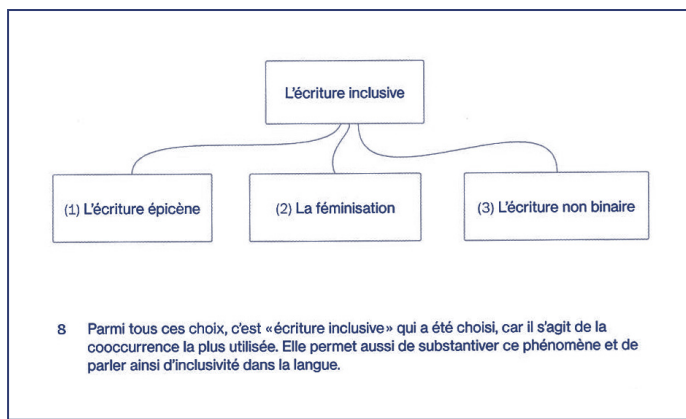 L'écriture inclusive
(1) L'écriture épicène
(2) La féminisation
(3) L'écriture non binaire
8 Parmi tous ces choix, c'est «écriture inclusive» qui a été choisi, car il s'agit de la
cooccurrence la plus utilisée. Elle permet aussi de substantiver ce phénomène et de
parler ainsi d'inclusivité dans la langue.